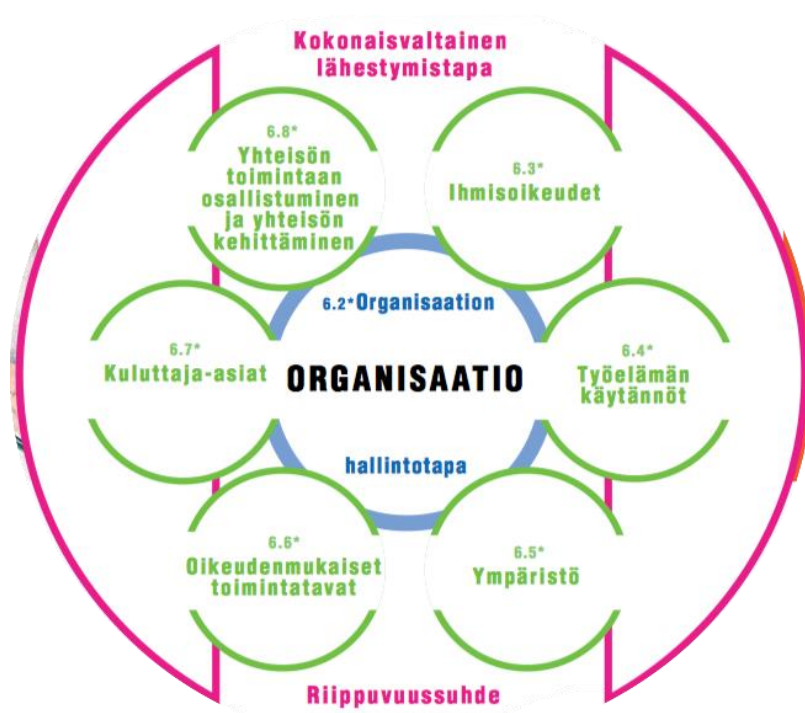 Kokonaisvaltainen
lähestymistapa
6.8*
Yhteisön
toimintaan
osallistuminen
ja yhteisön
kehittäminen
6.3*
Ihmisoikeudet
6.2*Organisaation
6.7*
Kuluttaja-asiat
ORGANISAATIO
6.4*
Työelämän
käytännöt
hallintotapa
6.6*
Oikeudenmukaiset
toimintatavat
6.5*
Ympäristö
Riippuvuussuhde